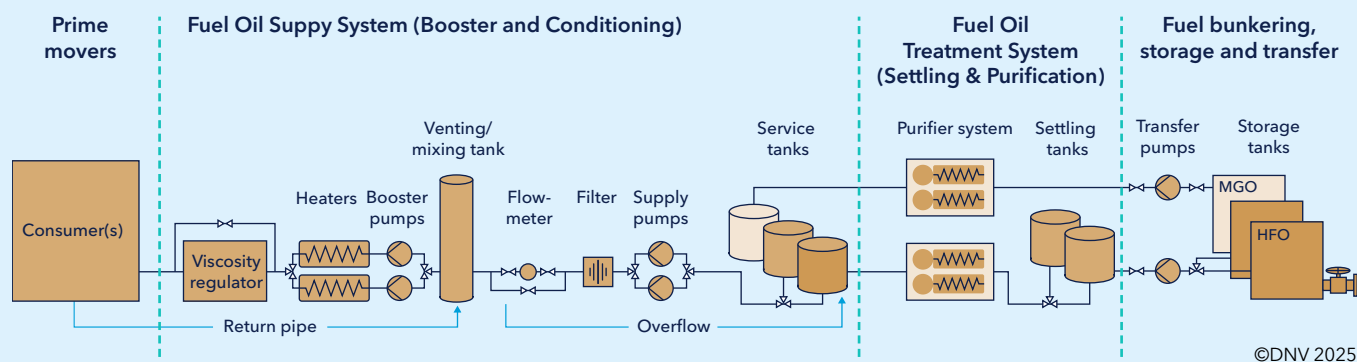 Prime
movers
Fuel Oil Suppy System (Booster and Conditioning)
Fuel Oil
Treatment System
(Settling & Purification)
Fuel bunkering,
storage and transfer
Consumer(s)
Viscosity
regulator
Heaters
Booster
pumps
Venting/
mixing tank
Flow-
meter
Filter
Supply
pumps
Service
tanks
Purifier system
Settling
tanks
Transfer
pumps
Storage
tanks
MGO
HFO
Return pipe
Overflow
©DNV 2025